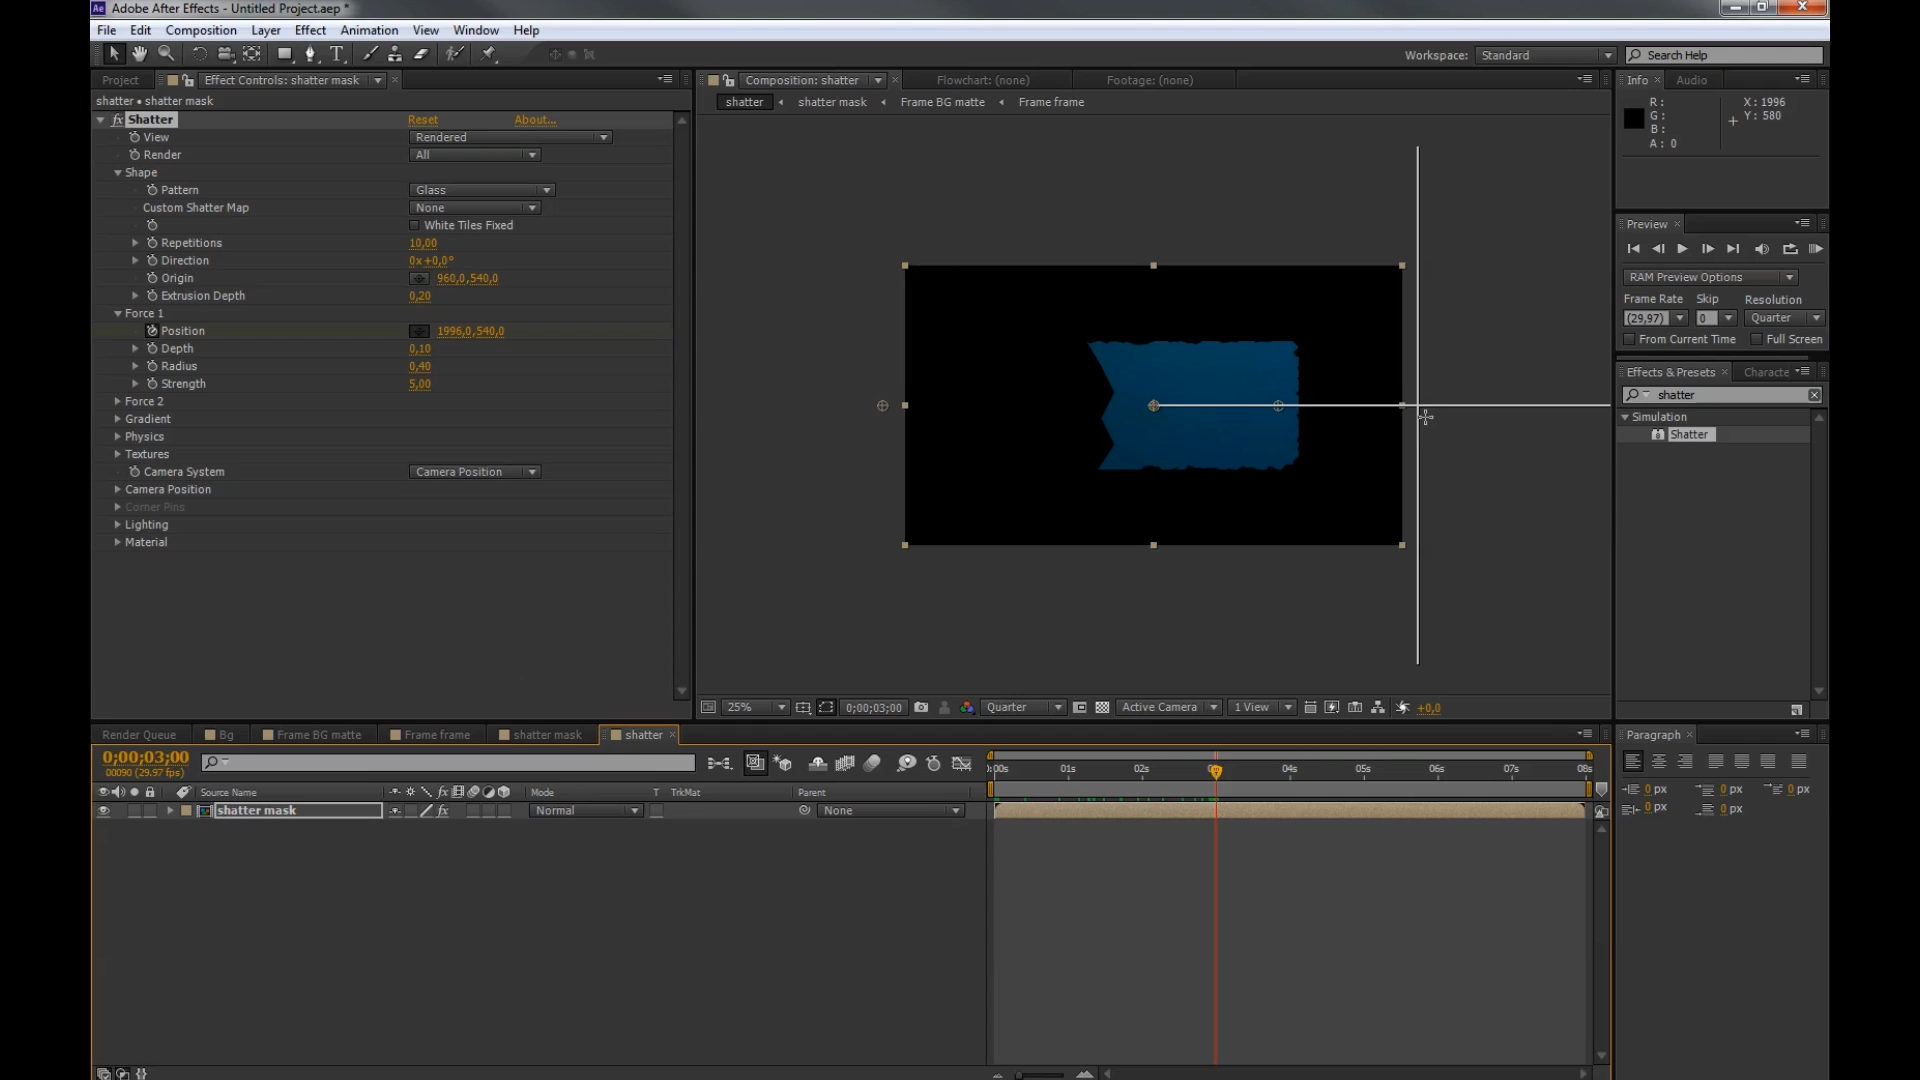 Ae Adobe After Effects - Untitled Project.aep *
File Edit Composition Layer Effect Animation View Window Help
Workspace: Standard Search Help
Project Effect Controls: shatter mask
shatter • shatter mask
fx Shatter Reset About...
View Rendered
Render All
Shape
Pattern Glass
Custom Shatter Map None
White Tiles Fixed
Repetitions 10,00
Direction 0x+0,0°
Origin 960,0,540,0
Extrusion Depth 0,20
Force 1
Position 1996,0,540,0
Depth 0,10
Radius 0,40
Strength 5,00
Force 2
Gradient
Physics
Textures
Camera System Camera Position
Camera Position
Corner Pins
Lighting
Material
Composition: shatter Flowchart: (none) Footage: (none)
shatter shatter mask Frame BG matte Frame frame
25% 0;00;03;00 Quarter Active Camera 1 View +0,0
Info Audio
R: X: 1996
G: Y: 580
B:
A: 0
Preview
RAM Preview Options
Frame Rate Skip Resolution
(29,97) 0 Quarter
From Current Time Full Screen
Effects & Presets Characte
shatter
Simulation
Shatter
Render Queue Bg Frame BG matte Frame frame shatter mask shatter
0;00;03;00
00090 (29.97 fps)
Source Name Mode T TrkMat Parent
shatter mask fx Normal None
):00s 01s 02s 04s 05s 06s 07s 08s
Paragraph
0 px 0 px 0 px
0 px 0 px